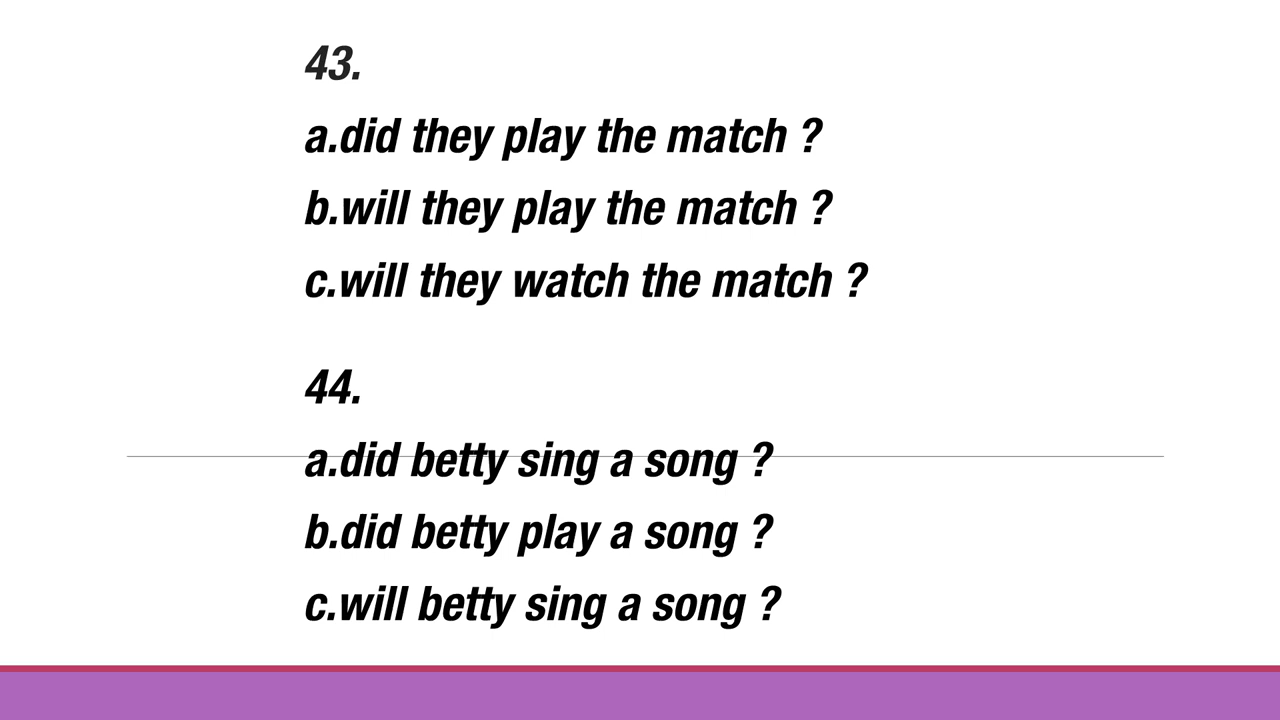 43.
a.did they play the match ?
b.will they play the match ?
c.will they watch the match ?
44.
a.did betty sing a song ?
b.did betty play a song ?
c.will betty sing a song ?